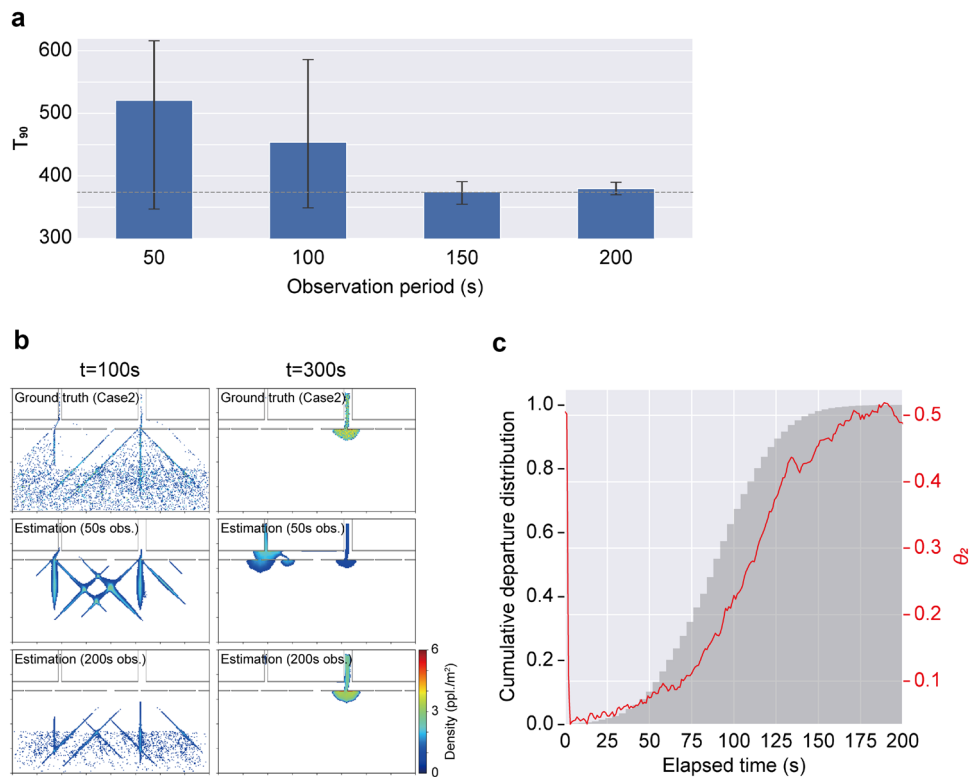 a
600
500
400
300
T90
50
100
150
200
Observation period (s)
b
t=100s
t=300s
Ground truth (Case2)
Ground truth (Case2)
Estimation (50s obs.)
Estimation (50s obs.)
Estimation (200s obs.)
Estimation (200s obs.)
6
3
0
Density (ppl./m²)
c
1.0
0.8
0.6
0.4
0.2
0.0
Cumulative departure distribution
0.5
0.4
0.3
0.2
0.1
θ₂
0
25
50
75
100
125
150
175
200
Elapsed time (s)